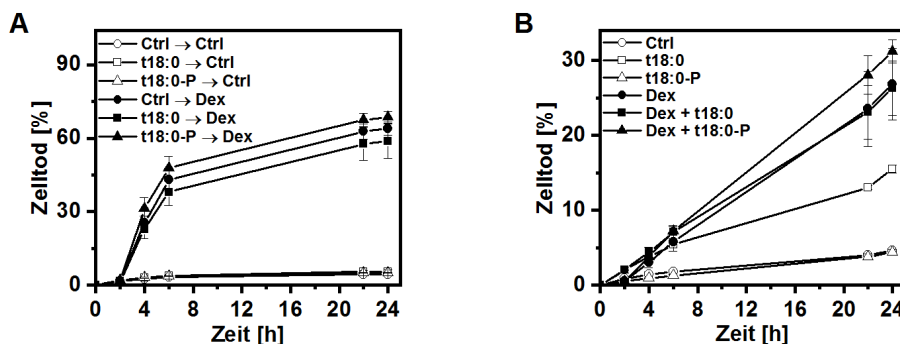 A
Ctrl → Ctrl
t18:0 → Ctrl
t18:0-P → Ctrl
Ctrl → Dex
t18:0 → Dex
t18:0-P → Dex
Zelltod [%]
90
60
30
0
0 4 8 12 16 20 24
Zeit [h]
B
Ctrl
t18:0
t18:0-P
Dex
Dex + t18:0
Dex + t18:0-P
Zelltod [%]
30
20
10
0
0 4 8 12 16 20 24
Zeit [h]